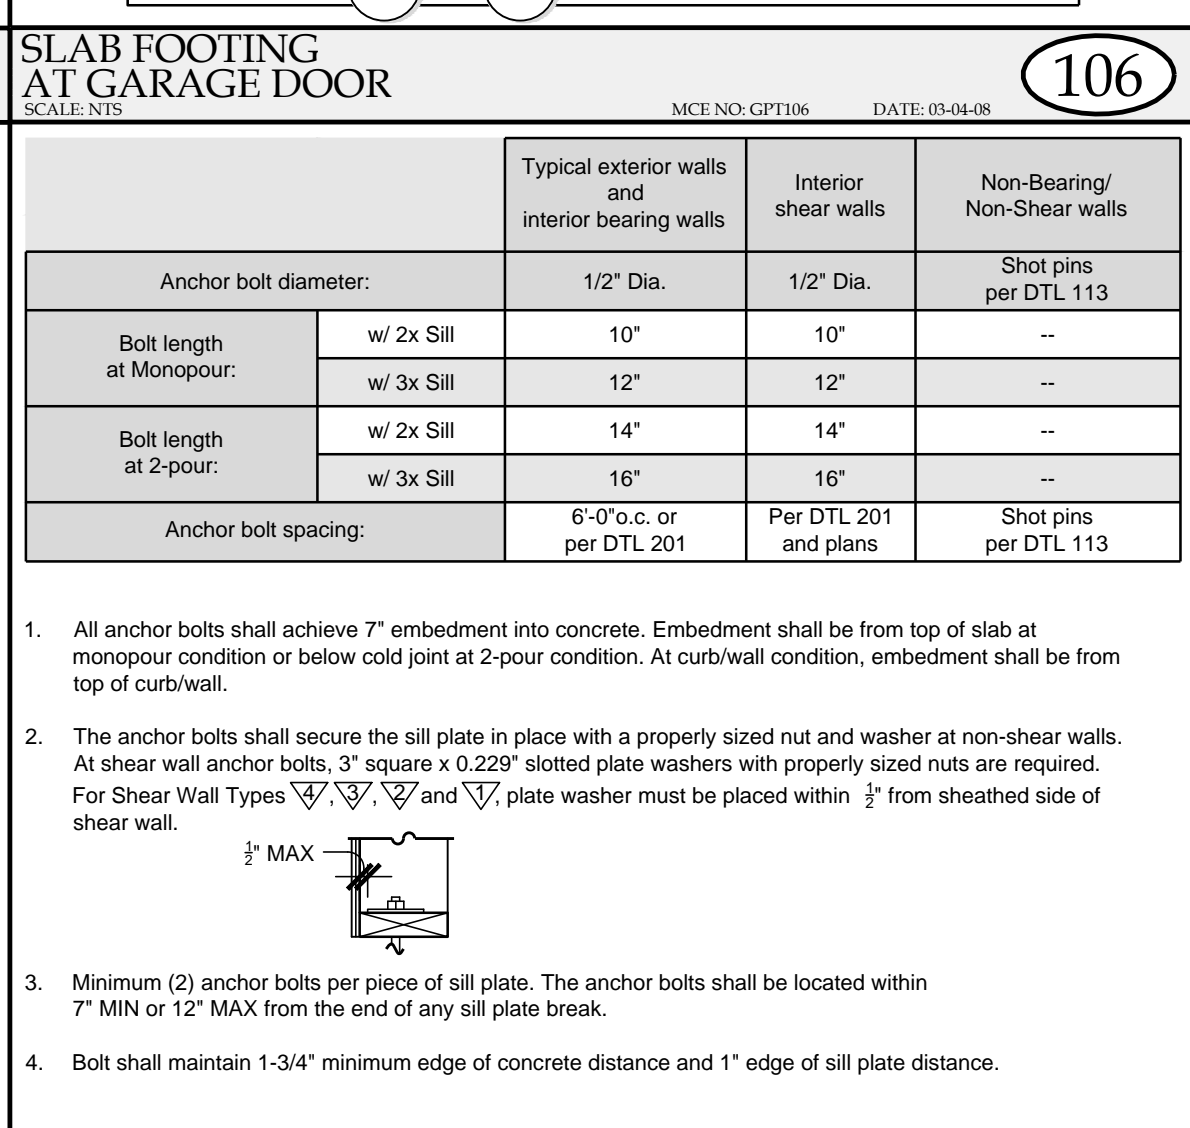 SLAB FOOTING
AT GARAGE DOOR
SCALE: NTS
MCE NO: GPT106
DATE: 03-04-08
106
Typical exterior walls
and
interior bearing walls
Interior
shear walls
Non-Bearing/
Non-Shear walls
Anchor bolt diameter:
1/2" Dia.
1/2" Dia.
Shot pins
per DTL 113
Bolt length
at Monopour:
w/ 2x Sill
10"
10"
--
w/ 3x Sill
12"
12"
--
Bolt length
at 2-pour:
w/ 2x Sill
14"
14"
--
w/ 3x Sill
16"
16"
--
Anchor bolt spacing:
6'-0"o.c. or
per DTL 201
Per DTL 201
and plans
Shot pins
per DTL 113
1. All anchor bolts shall achieve 7" embedment into concrete. Embedment shall be from top of slab at
monopour condition or below cold joint at 2-pour condition. At curb/wall condition, embedment shall be from
top of curb/wall.
2. The anchor bolts shall secure the sill plate in place with a properly sized nut and washer at non-shear walls.
At shear wall anchor bolts, 3" square x 0.229" slotted plate washers with properly sized nuts are required.
For Shear Wall Types 4, 3, 2 and 1, plate washer must be placed within 1/2" from sheathed side of
shear wall.
1/2" MAX
3. Minimum (2) anchor bolts per piece of sill plate. The anchor bolts shall be located within
7" MIN or 12" MAX from the end of any sill plate break.
4. Bolt shall maintain 1-3/4" minimum edge of concrete distance and 1" edge of sill plate distance.